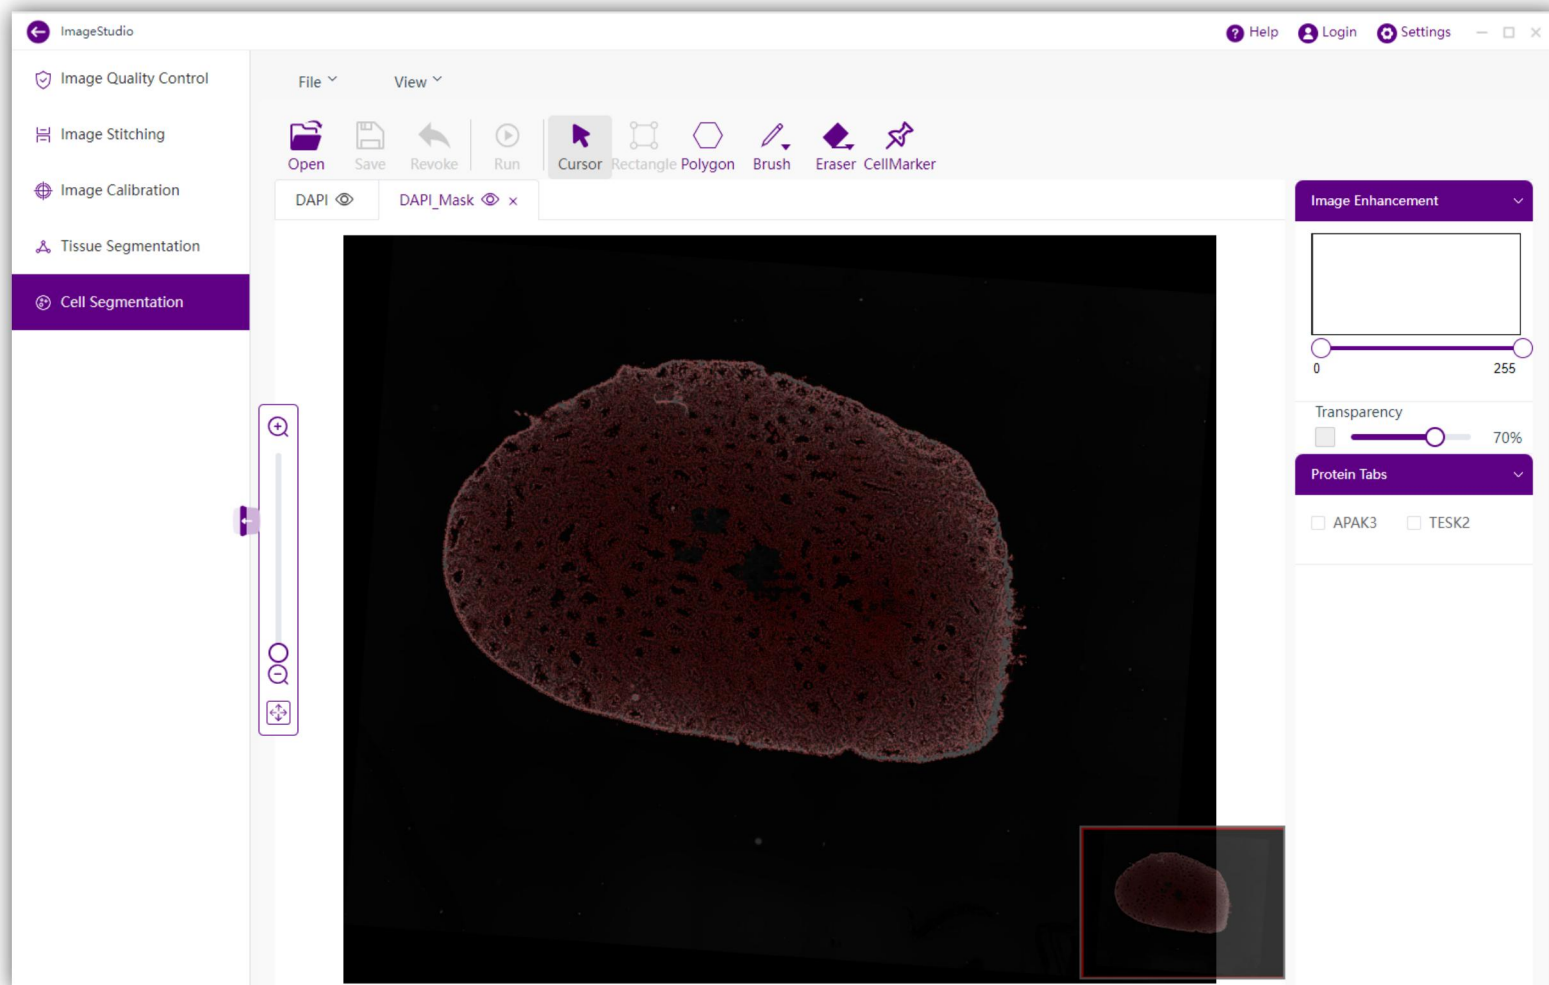 ImageStudio
Help Login Settings
Image Quality Control
Image Stitching
Image Calibration
Tissue Segmentation
Cell Segmentation
File View
Open Save Revoke Run Cursor Rectangle Polygon Brush Eraser CellMarker
DAPI DAPI_Mask
Image Enhancement
0 255
Transparency
70%
Protein Tabs
APAK3 TESK2